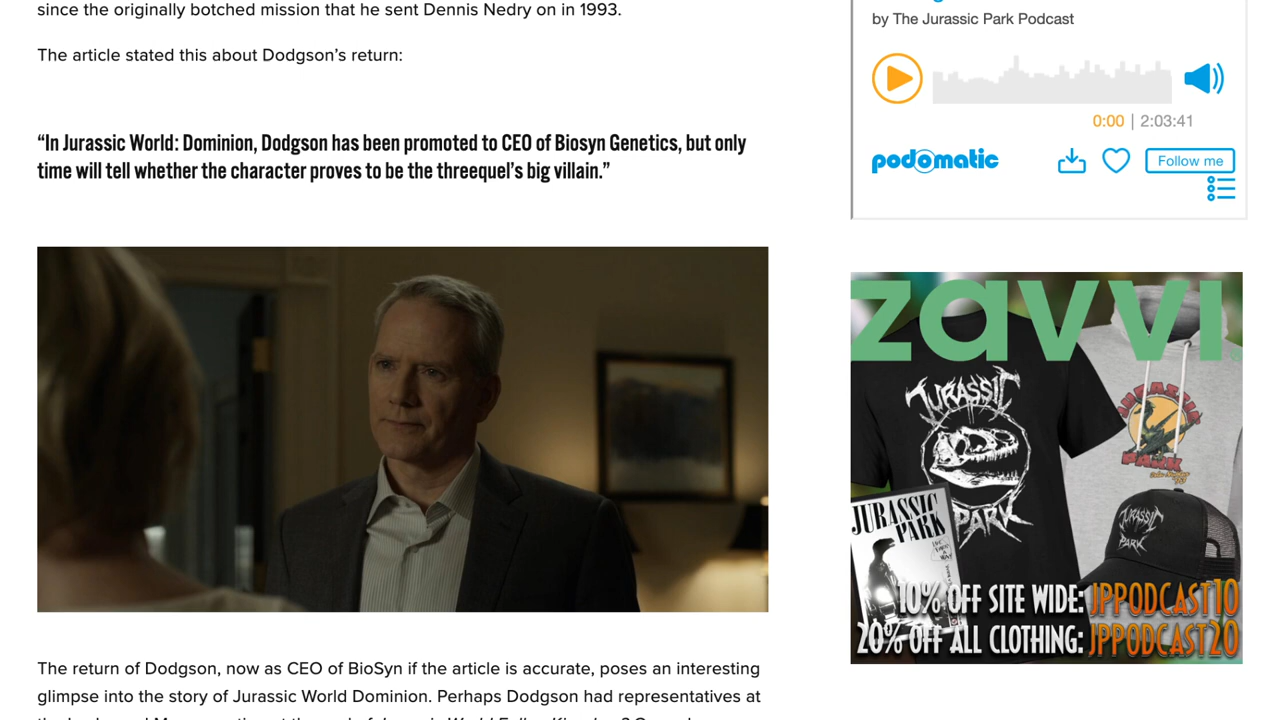 since the originally botched mission that he sent Dennis Nedry on in 1993.
The article stated this about Dodgson’s return:
“In Jurassic World: Dominion, Dodgson has been promoted to CEO of Biosyn Genetics, but only
time will tell whether the character proves to be the threequel’s big villain.”
The return of Dodgson, now as CEO of BioSyn if the article is accurate, poses an interesting
glimpse into the story of Jurassic World Dominion. Perhaps Dodgson had representatives at
by The Jurassic Park Podcast
0:00 | 2:03:41
podomatic
Follow me
zavvi
JURASSIC
PARK
JURASSIC
PARK
JURASSIC
PARK
JURASSIC
PARK
10% OFF SITE WIDE: JPPODCAST10
20% OFF ALL CLOTHING: JPPODCAST20